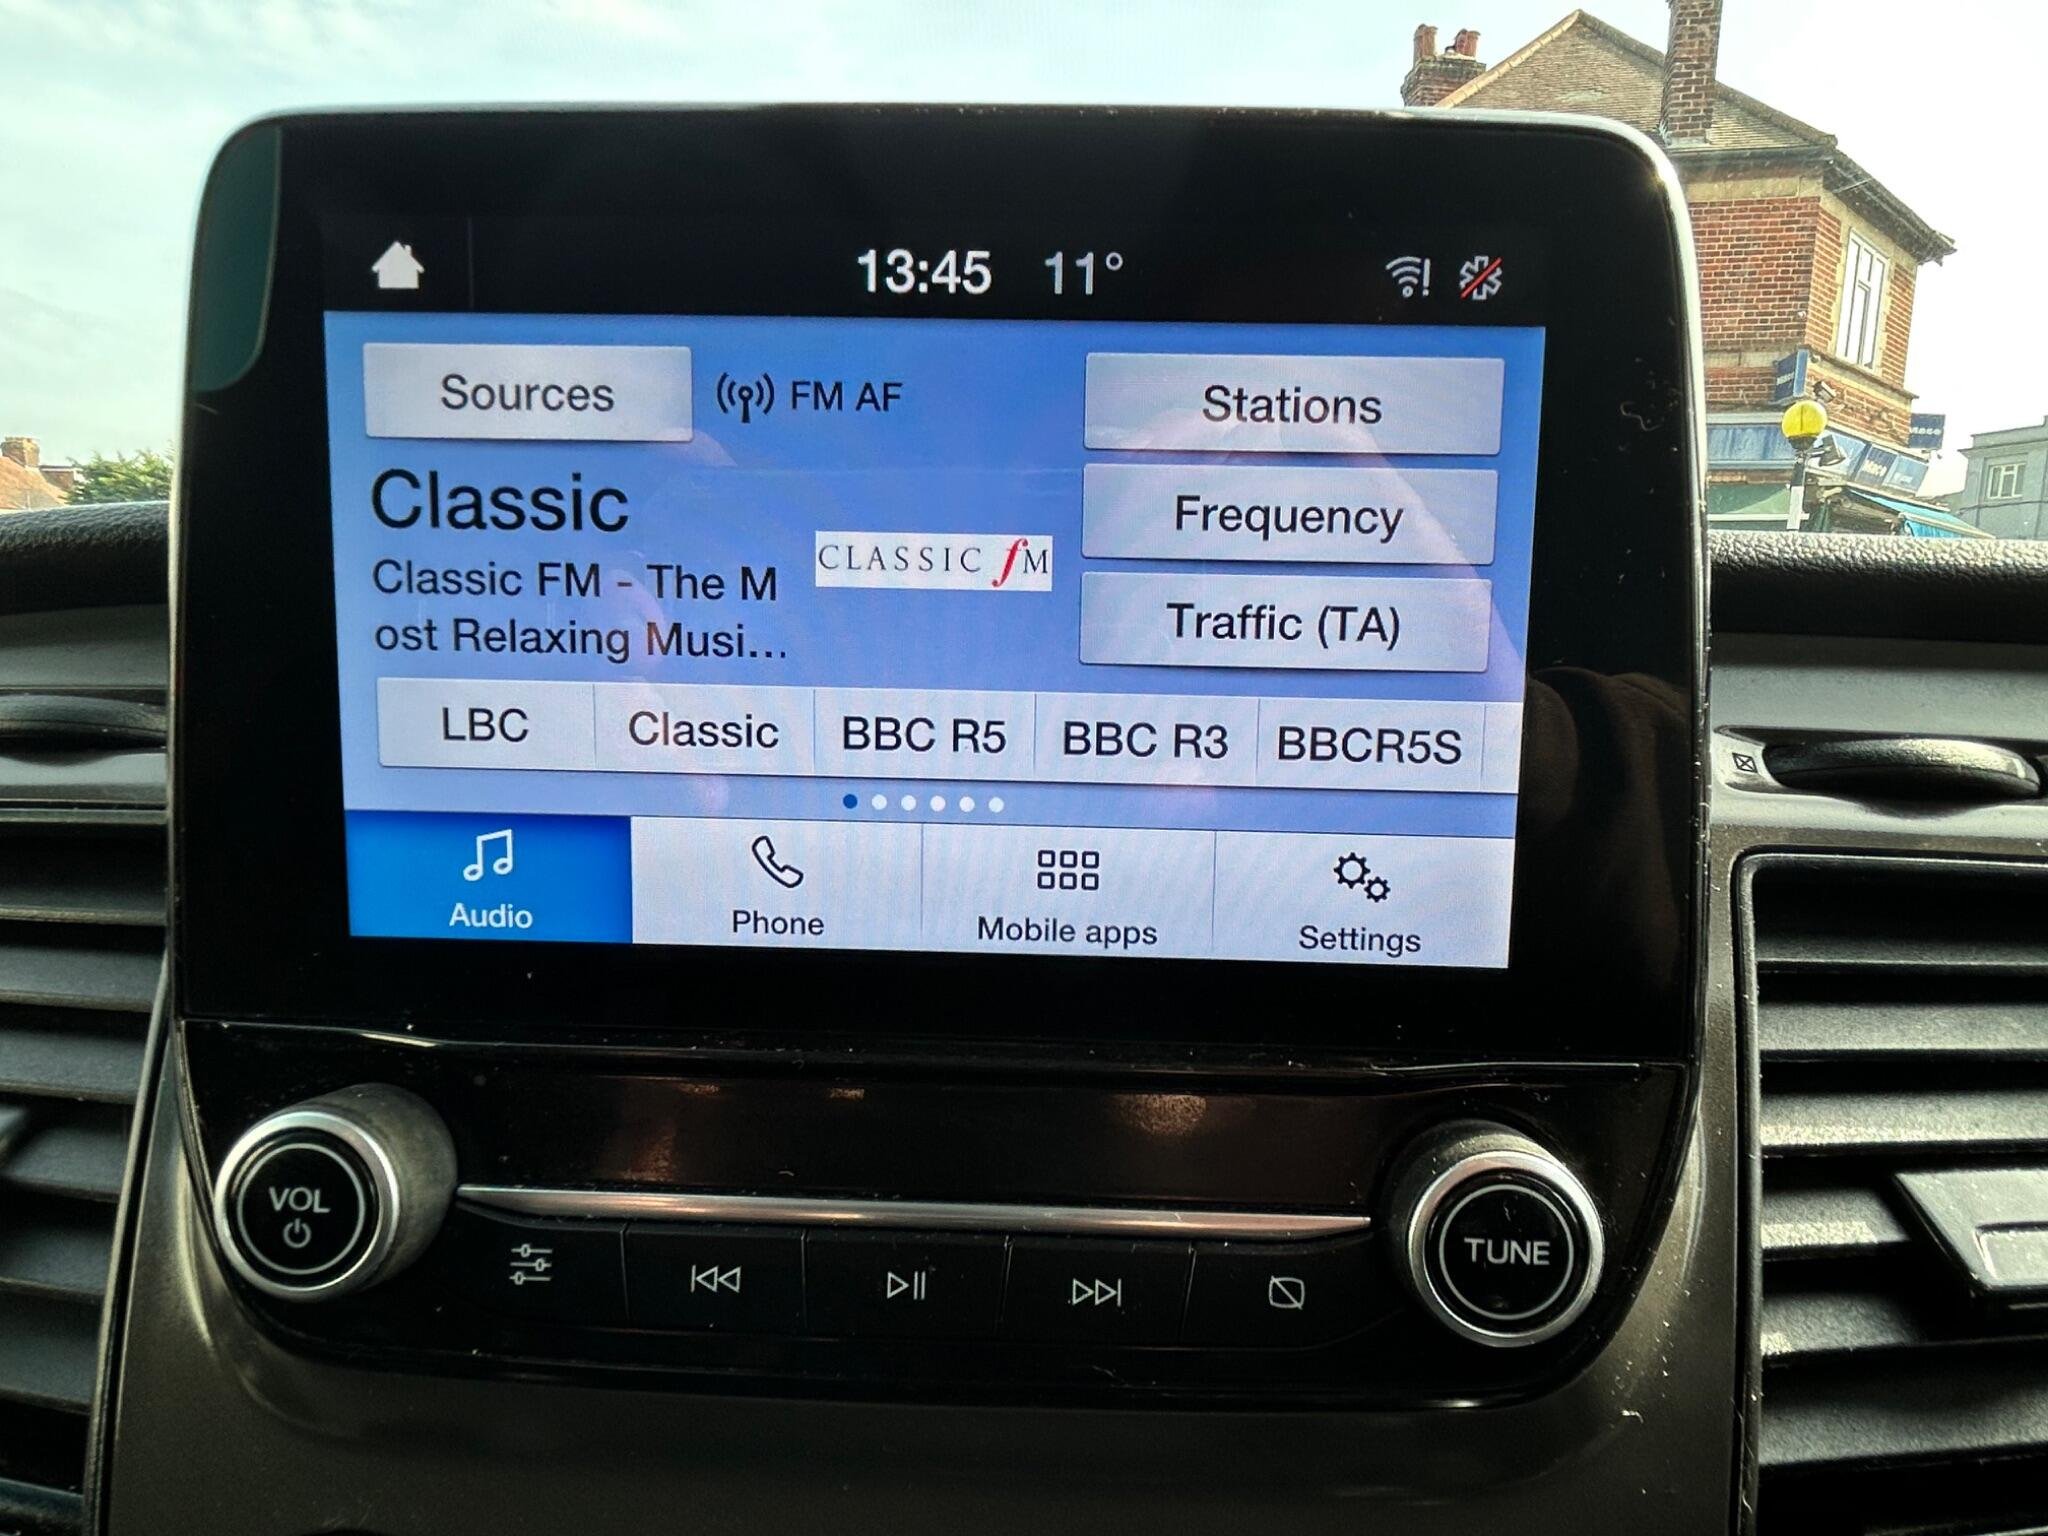 13:45 11°
Sources
FM AF
Stations
Classic
CLASSIC fM
Frequency
Classic FM - The M
ost Relaxing Musi...
Traffic (TA)
LBC
Classic
BBC R5
BBC R3
BBCR5S
Audio
Phone
Mobile apps
Settings
VOL
TUNE